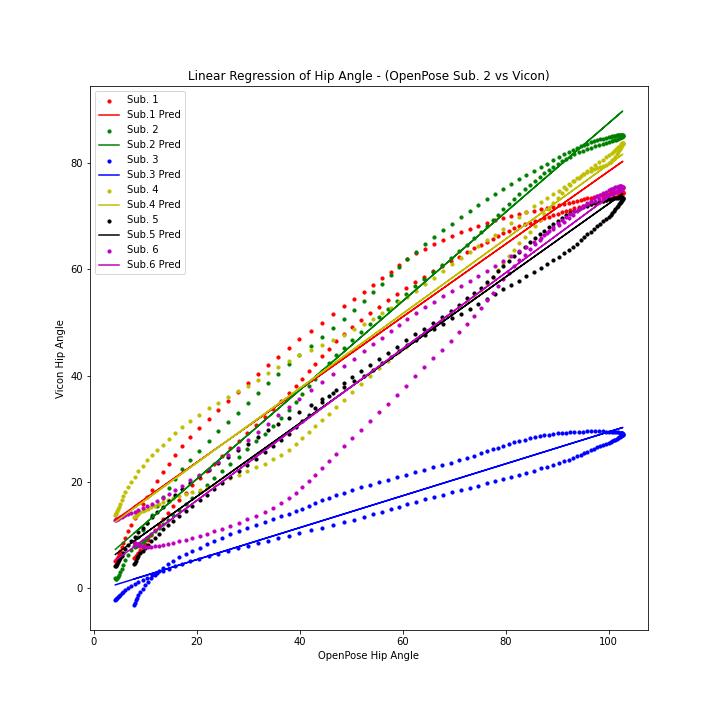 Linear Regression of Hip Angle - (OpenPose Sub. 2 vs Vicon)
Sub. 1
Sub.1 Pred
Sub. 2
Sub.2 Pred
Sub. 3
Sub.3 Pred
Sub. 4
Sub.4 Pred
Sub. 5
Sub.5 Pred
Sub. 6
Sub.6 Pred
Vicon Hip Angle
80
60
40
20
0
0 20 40 60 80 100
OpenPose Hip Angle